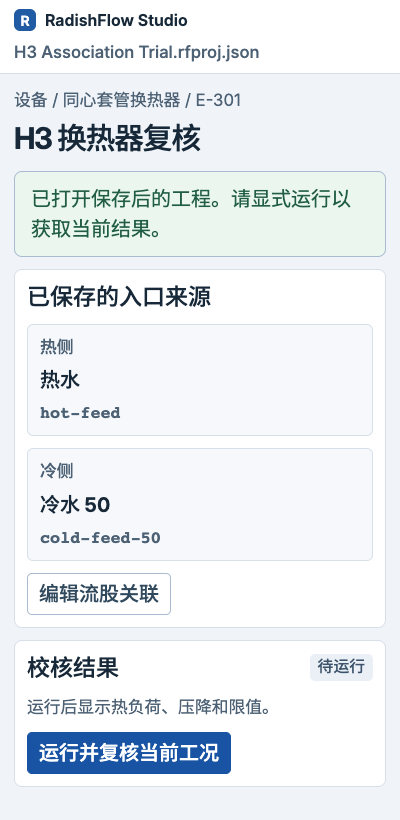 R RadishFlow Studio
H3 Association Trial.rfproj.json
设备 / 同心套管换热器 / E-301
H3 换热器复核
已打开保存后的工程。请显式运行以
获取当前结果。
已保存的入口来源
热侧
热水
hot-feed
冷侧
冷水 50
cold-feed-50
编辑流股关联
校核结果 待运行
运行后显示热负荷、压降和限值。
运行并复核当前工况